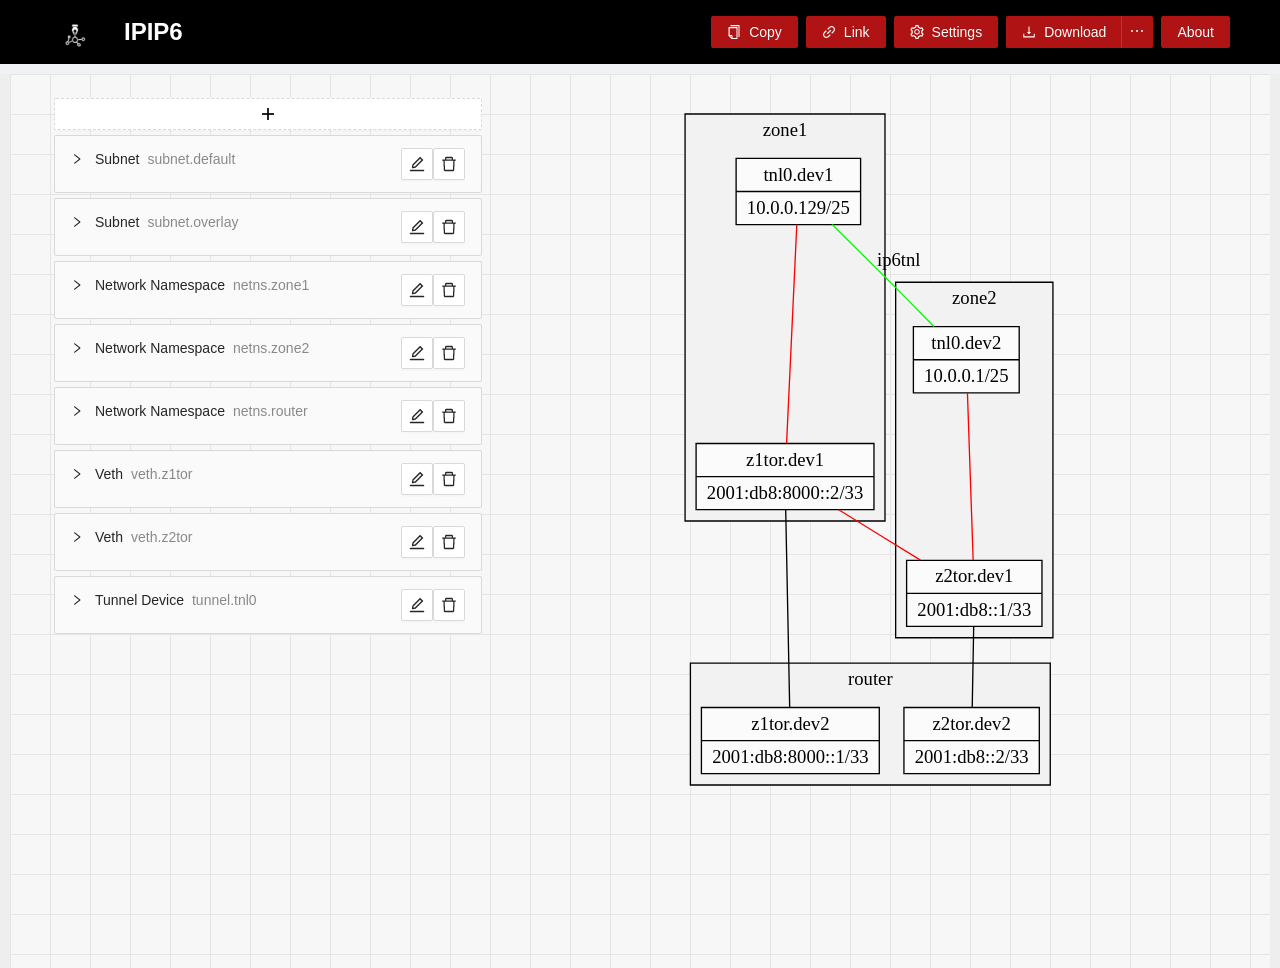 IPIP6
Copy
Link
Settings
Download
About
Subnet subnet.default
Subnet subnet.overlay
Network Namespace netns.zone1
Network Namespace netns.zone2
Network Namespace netns.router
Veth veth.z1tor
Veth veth.z2tor
Tunnel Device tunnel.tnl0
zone1
tnl0.dev1
10.0.0.129/25
ip6tnl
zone2
tnl0.dev2
10.0.0.1/25
z1tor.dev1
2001:db8:8000::2/33
z2tor.dev1
2001:db8::1/33
router
z1tor.dev2
2001:db8:8000::1/33
z2tor.dev2
2001:db8::2/33